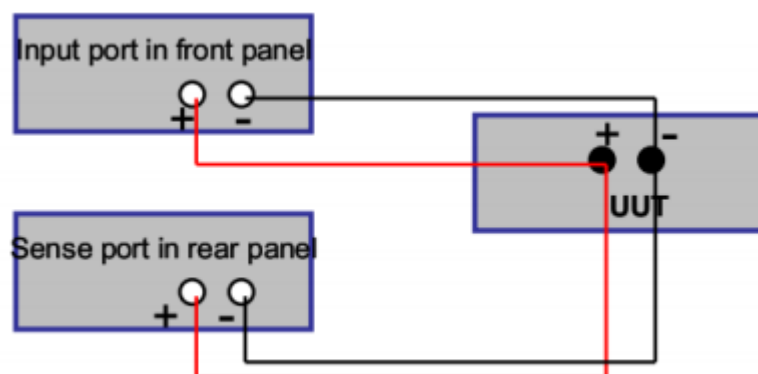 Input port in front panel
+ -
+ -
UUT
Sense port in rear panel
+ -